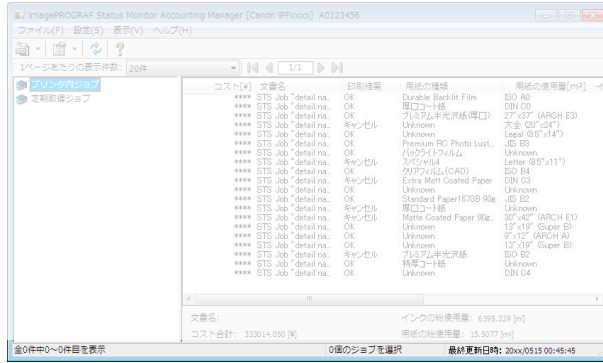 imagePROGRAF Status Monitor Accounting Manager [Canon iPFxxxx] A0123456
ファイル(F) 設定(S) 表示(V) ヘルプ(H)
1ページあたりの表示件数: 20件 1/1
プリンタ内ジョブ
定期取得ジョブ
コスト[¥] 文書名 印刷結果 用紙の種類 用紙の使用量[m²] イ
**** STS Job "detail na... OK Durable Backlit Film ISO A0
**** STS Job "detail na... OK 厚口コート紙 DIN C0
**** STS Job "detail na... OK プレミアム半光沢紙(厚口) 27"x37" (ARCH E3)
**** STS Job "detail na... キャンセル Unknown 大全 (20"x24")
**** STS Job "detail na... OK Unknown Legal (8.5"x14")
**** STS Job "detail na... OK Premium RC Photo Lust... JIS B3
**** STS Job "detail na... OK バックライトフィルム Unknown
**** STS Job "detail na... キャンセル スペシャル4 Letter (8.5"x11")
**** STS Job "detail na... OK クリアフィルム(CAD) ISO B4
**** STS Job "detail na... キャンセル Extra Matt Coated Paper DIN C3
**** STS Job "detail na... OK Unknown Unknown
**** STS Job "detail na... OK Standard Paper1570B 90g JIS B2
**** STS Job "detail na... キャンセル 厚口コート紙 Unknown
**** STS Job "detail na... キャンセル Matte Coated Paper 90g... 30"x42" (ARCH E1)
**** STS Job "detail na... OK Unknown 13"x19" (Super B)
**** STS Job "detail na... OK Unknown 9"x12" (ARCH A)
**** STS Job "detail na... OK Unknown 13"x19" (Super B)
**** STS Job "detail na... キャンセル プレミアム半光沢紙 ISO B2
**** STS Job "detail na... OK 特厚コート紙 Unknown
**** STS Job "detail na... OK Unknown DIN C4
文書名: インクの総使用量: 6395.329 [ml]
コスト合計: 333014.050 [¥] 用紙の総使用量: 15.5077 [m²]
全0件中0～0件目を表示 0個のジョブを選択 最終更新日時: 20xx/0515 00:45:45